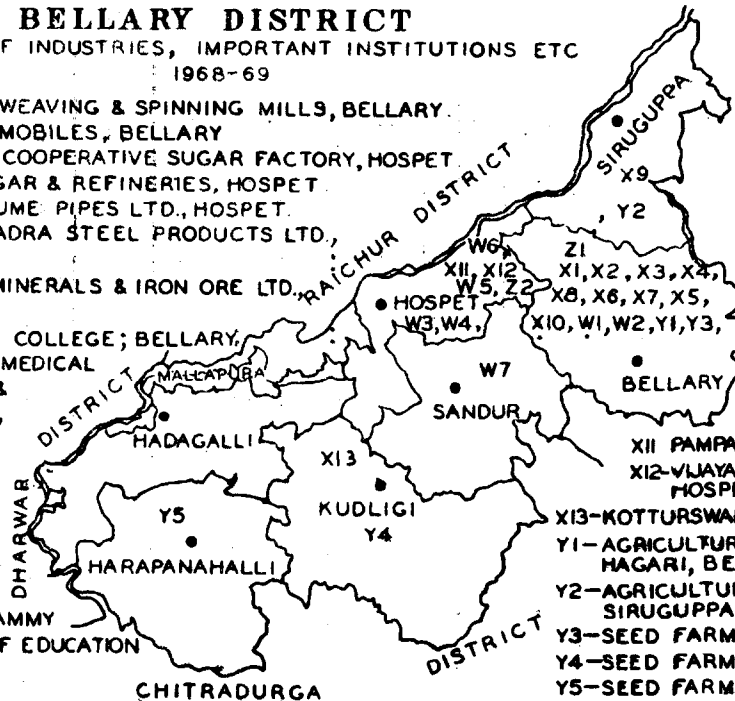 BELLARY DISTRICT
F INDUSTRIES, IMPORTANT INSTITUTIONS ETC
1968-69
WEAVING & SPINNING MILLS, BELLARY.
MOBILES, BELLARY
COOPERATIVE SUGAR FACTORY, HOSPET
GAR & REFINERIES, HOSPET
UME PIPES LTD., HOSPET.
ADRA STEEL PRODUCTS LTD.,
MINERALS & IRON ORE LTD.,
COLLEGE; BELLARY,
MEDICAL
&
RAICHUR DISTRICT
SIRUGUPPA
X9
, Y2
W6
Z1
X11, X12
X1, X2, X3, X4,
W5, Z2
X8, X6, X7, X5,
HOSPET
W3, W4,
X10, W1, W2, Y1, Y3,
BELLARY
W7
SANDUR
MALLAPURA
DISTRICT
HADAGALLI
X13
KUDLIGI
Y4
Y5
HARAPANAHALLI
DHARWAR
AMMY
F EDUCATION
CHITRADURGA
DISTRICT
X11 PAMPA
X12-VIJAYA
HOSPE
X13-KOTTURSWA
Y1-AGRICULTUR
HAGARI, BE
Y2-AGRICULTU
SIRUGUPPA
Y3-SEED FARM
Y4-SEED FARM
Y5-SEED FARM